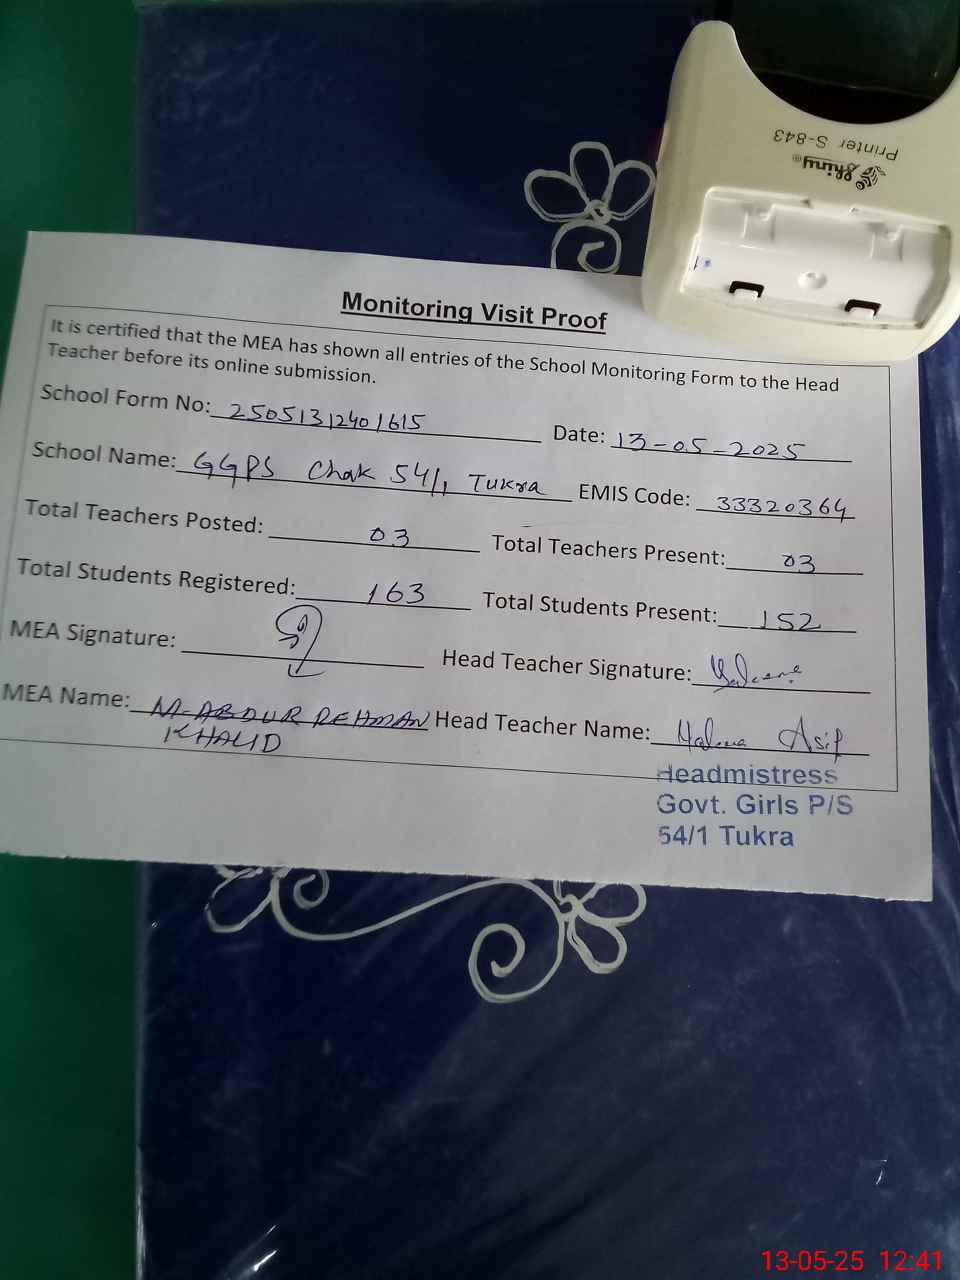 Printer S-843
Shiny®
Monitoring Visit Proof
It is certified that the MEA has shown all entries of the School Monitoring Form to the Head
Teacher before its online submission.
School Form No: 25051312401615 Date: 13-05-2025
School Name: GGPS Chak 54/1, Tukra EMIS Code: 33320364
Total Teachers Posted: 03 Total Teachers Present: 03
Total Students Registered: 163 Total Students Present: 152
MEA Signature: Head Teacher Signature:
MEA Name: M. ABDUR REHMAN Head Teacher Name: Asif
KHALID
Headmistress
Govt. Girls P/S
54/1 Tukra
13-05-25 12:41